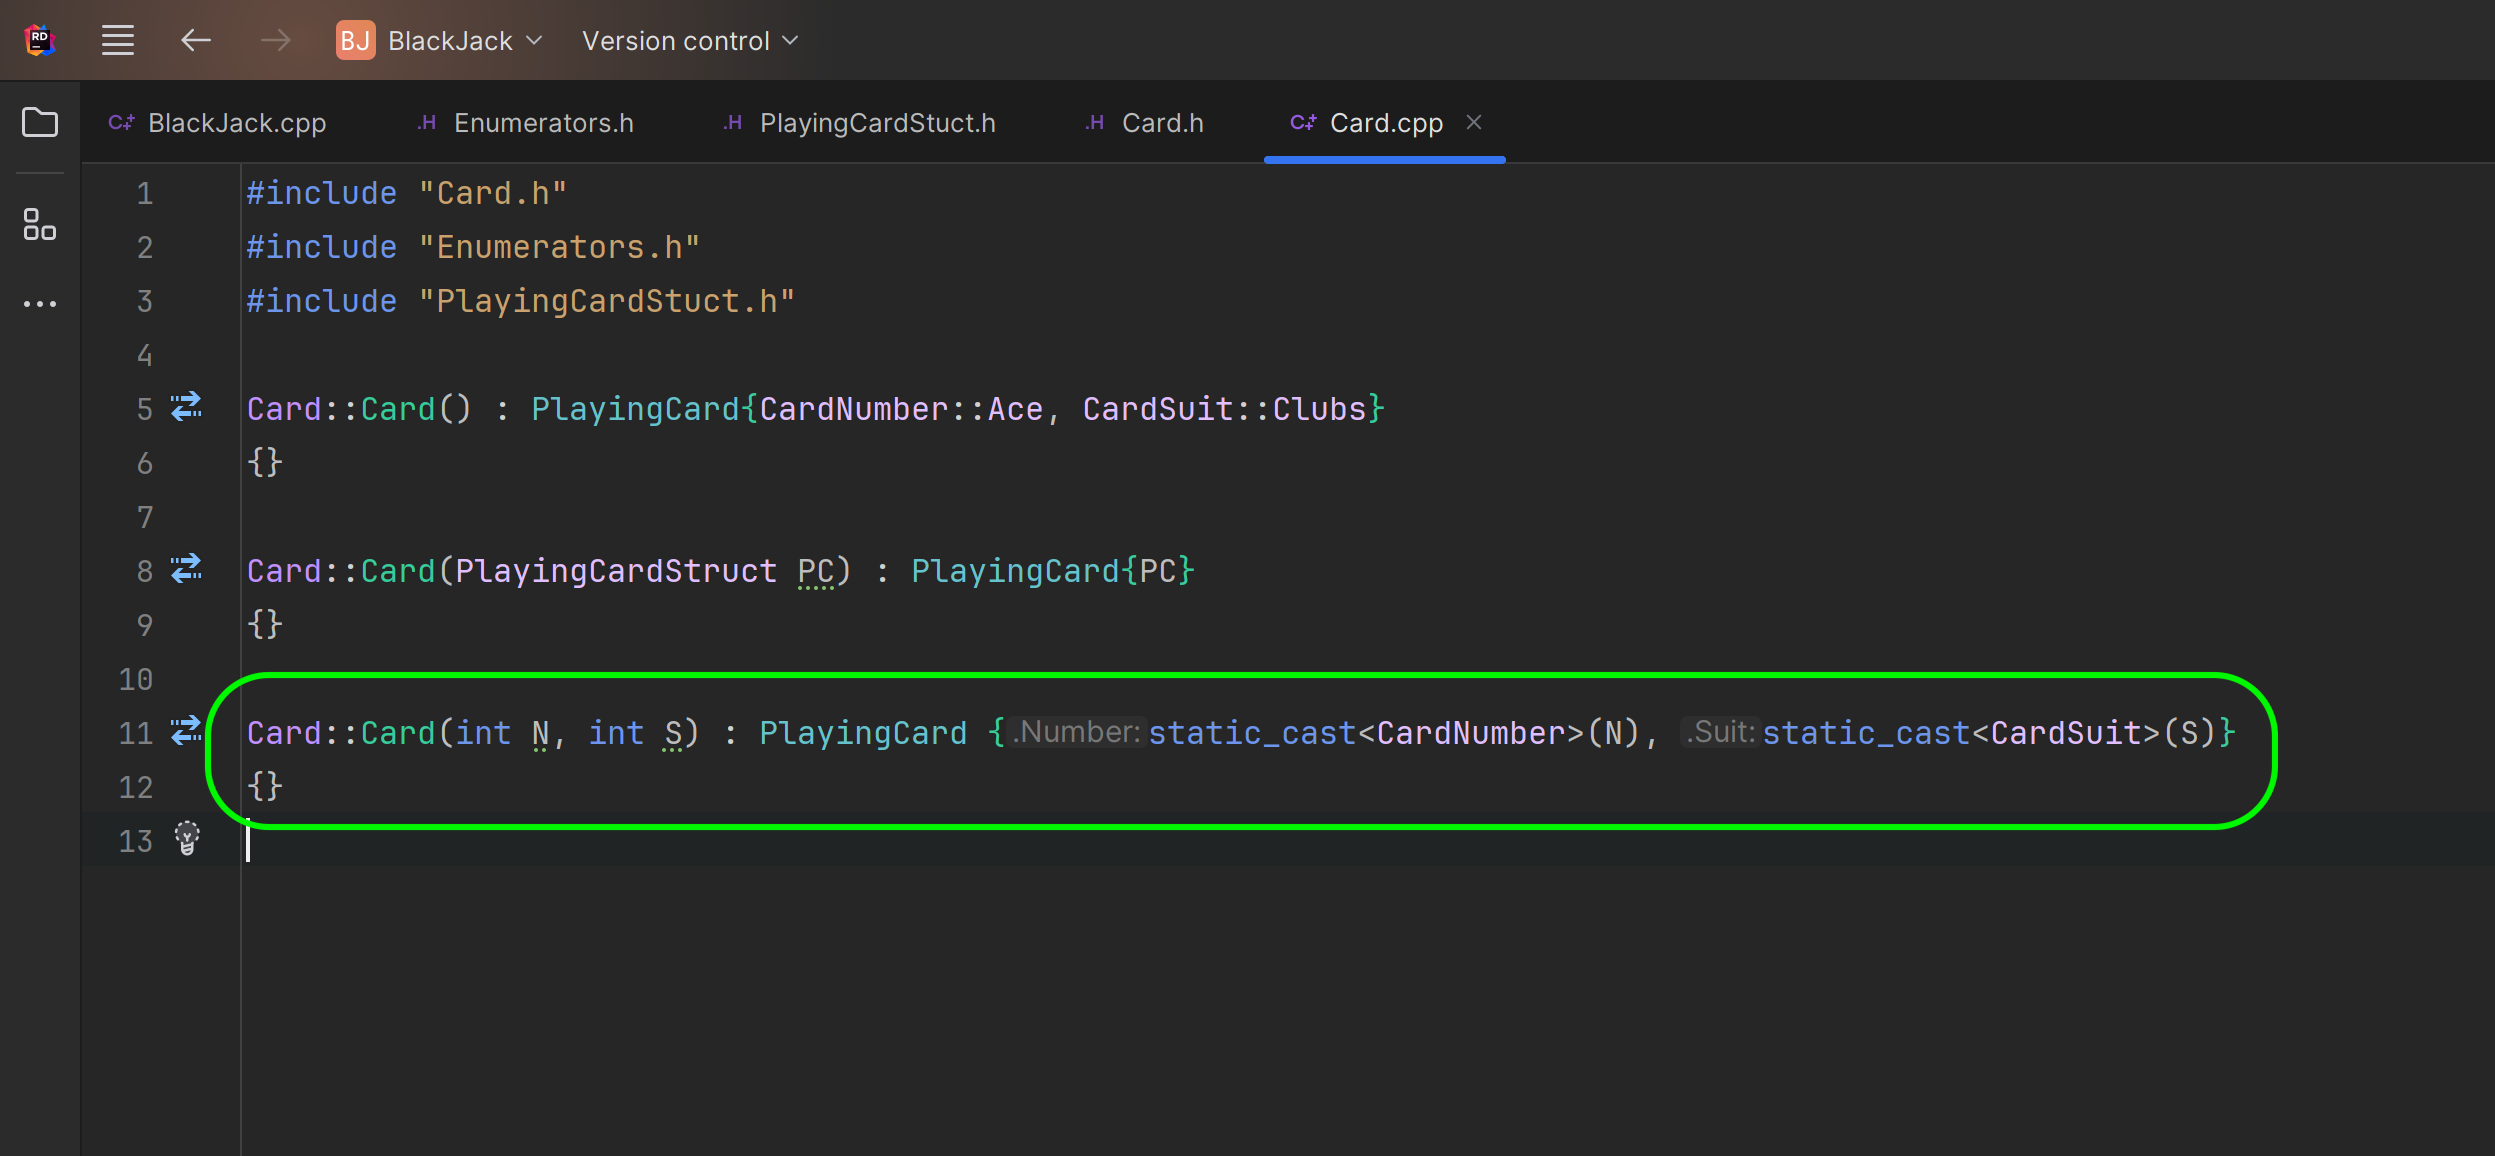 RD BJ BlackJack Version control
C++ BlackJack.cpp .H Enumerators.h .H PlayingCardStuct.h .H Card.h C++ Card.cpp
1 #include "Card.h"
2 #include "Enumerators.h"
3 #include "PlayingCardStuct.h"
4
5 Card::Card() : PlayingCard{CardNumber::Ace, CardSuit::Clubs}
6 {}
7
8 Card::Card(PlayingCardStruct PC) : PlayingCard{PC}
9 {}
10
11 Card::Card(int N, int S) : PlayingCard {.Number:static_cast<CardNumber>(N), .Suit:static_cast<CardSuit>(S)}
12 {}
13